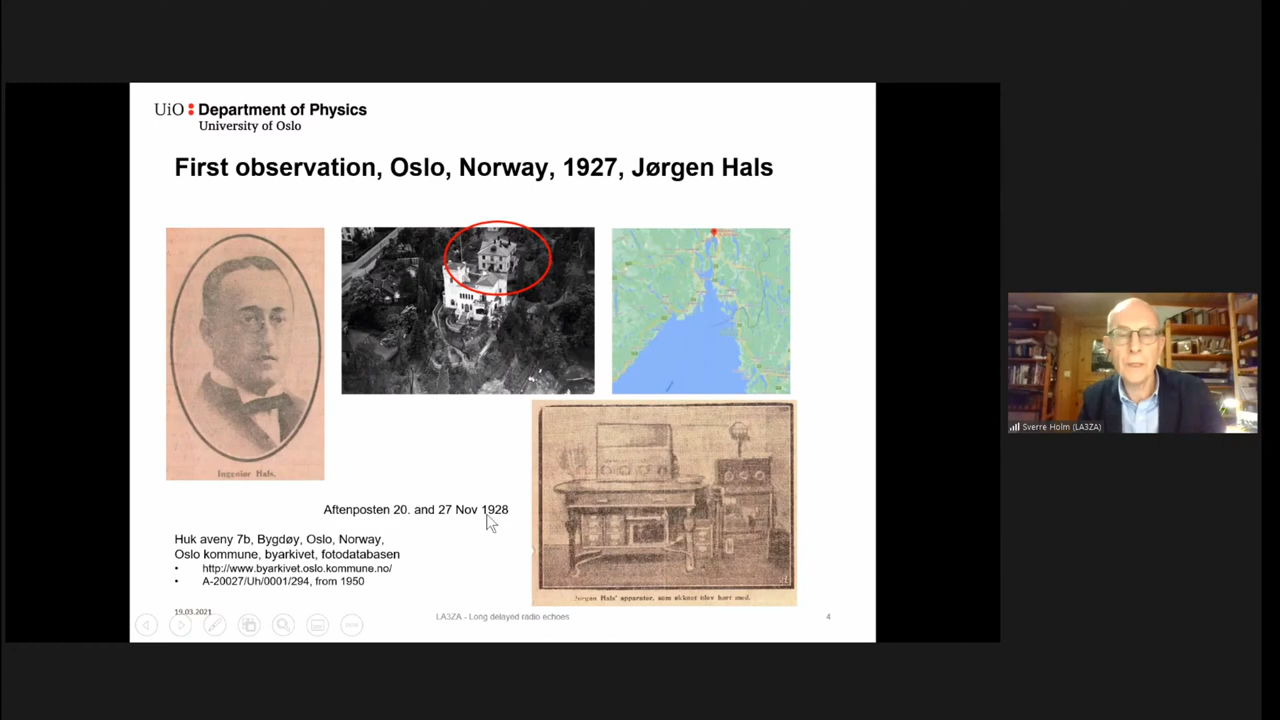 UiO : Department of Physics
University of Oslo
First observation, Oslo, Norway, 1927, Jørgen Hals
Ingeniør Hals.
Aftenposten 20. and 27 Nov 1928
Huk aveny 7b, Bygdøy, Oslo, Norway,
Oslo kommune, byarkivet, fotodatabasen
• http://www.byarkivet.oslo.kommune.no/
• A-20027/Uh/0001/294, from 1950
Jørgen Hals' apparater, som ekkoet blev hørt med.
19.03.2021
LA3ZA - Long delayed radio echoes
4
Sverre Holm (LA3ZA)